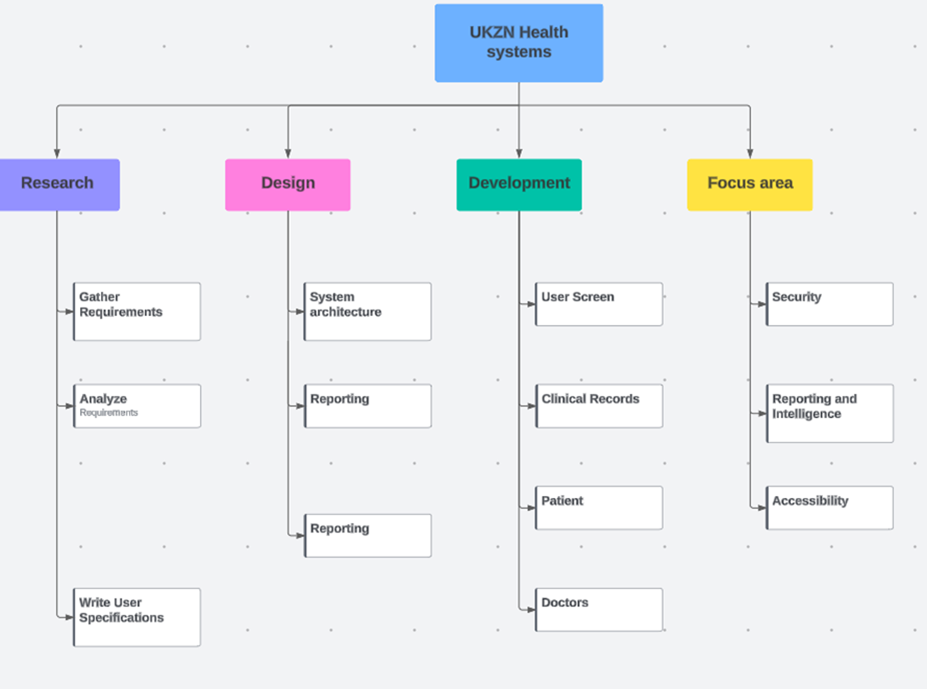 UKZN Health
systems
Research
Design
Development
Focus area
Gather
Requirements
System
architecture
User Screen
Security
Analyze
Requirements
Reporting
Clinical Records
Reporting and
Intelligence
Patient
Accessibility
Reporting
Write User
Specifications
Doctors